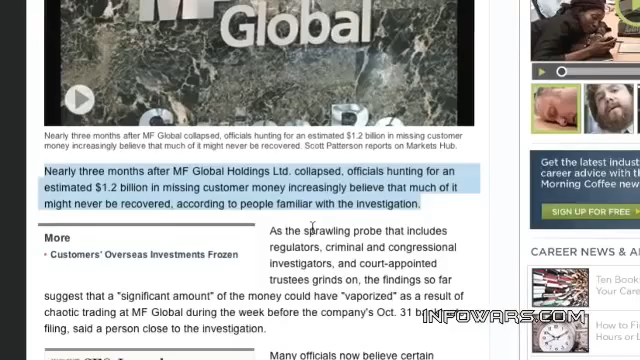 MF
Global
Nearly three months after MF Global collapsed, officials hunting for an estimated $1.2 billion in missing customer
money increasingly believe that much of it might never be recovered. Scott Patterson reports on Markets Hub.
Nearly three months after MF Global Holdings Ltd. collapsed, officials hunting for an
estimated $1.2 billion in missing customer money increasingly believe that much of it
might never be recovered, according to people familiar with the investigation.
More
• Customers' Overseas Investments Frozen
As the sprawling probe that includes
regulators, criminal and congressional
investigators, and court-appointed
trustees grinds on, the findings so far
suggest that a "significant amount" of the money could have "vaporized" as a result of
chaotic trading at MF Global during the week before the company's Oct. 31
filing, said a person close to the investigation.
Many officials now believe certain
Get the latest
career advice with
Morning Coffee
SIGN UP FOR FREE
CAREER NEWS &
Ten
How to
Hours or
INFOWARS.COM